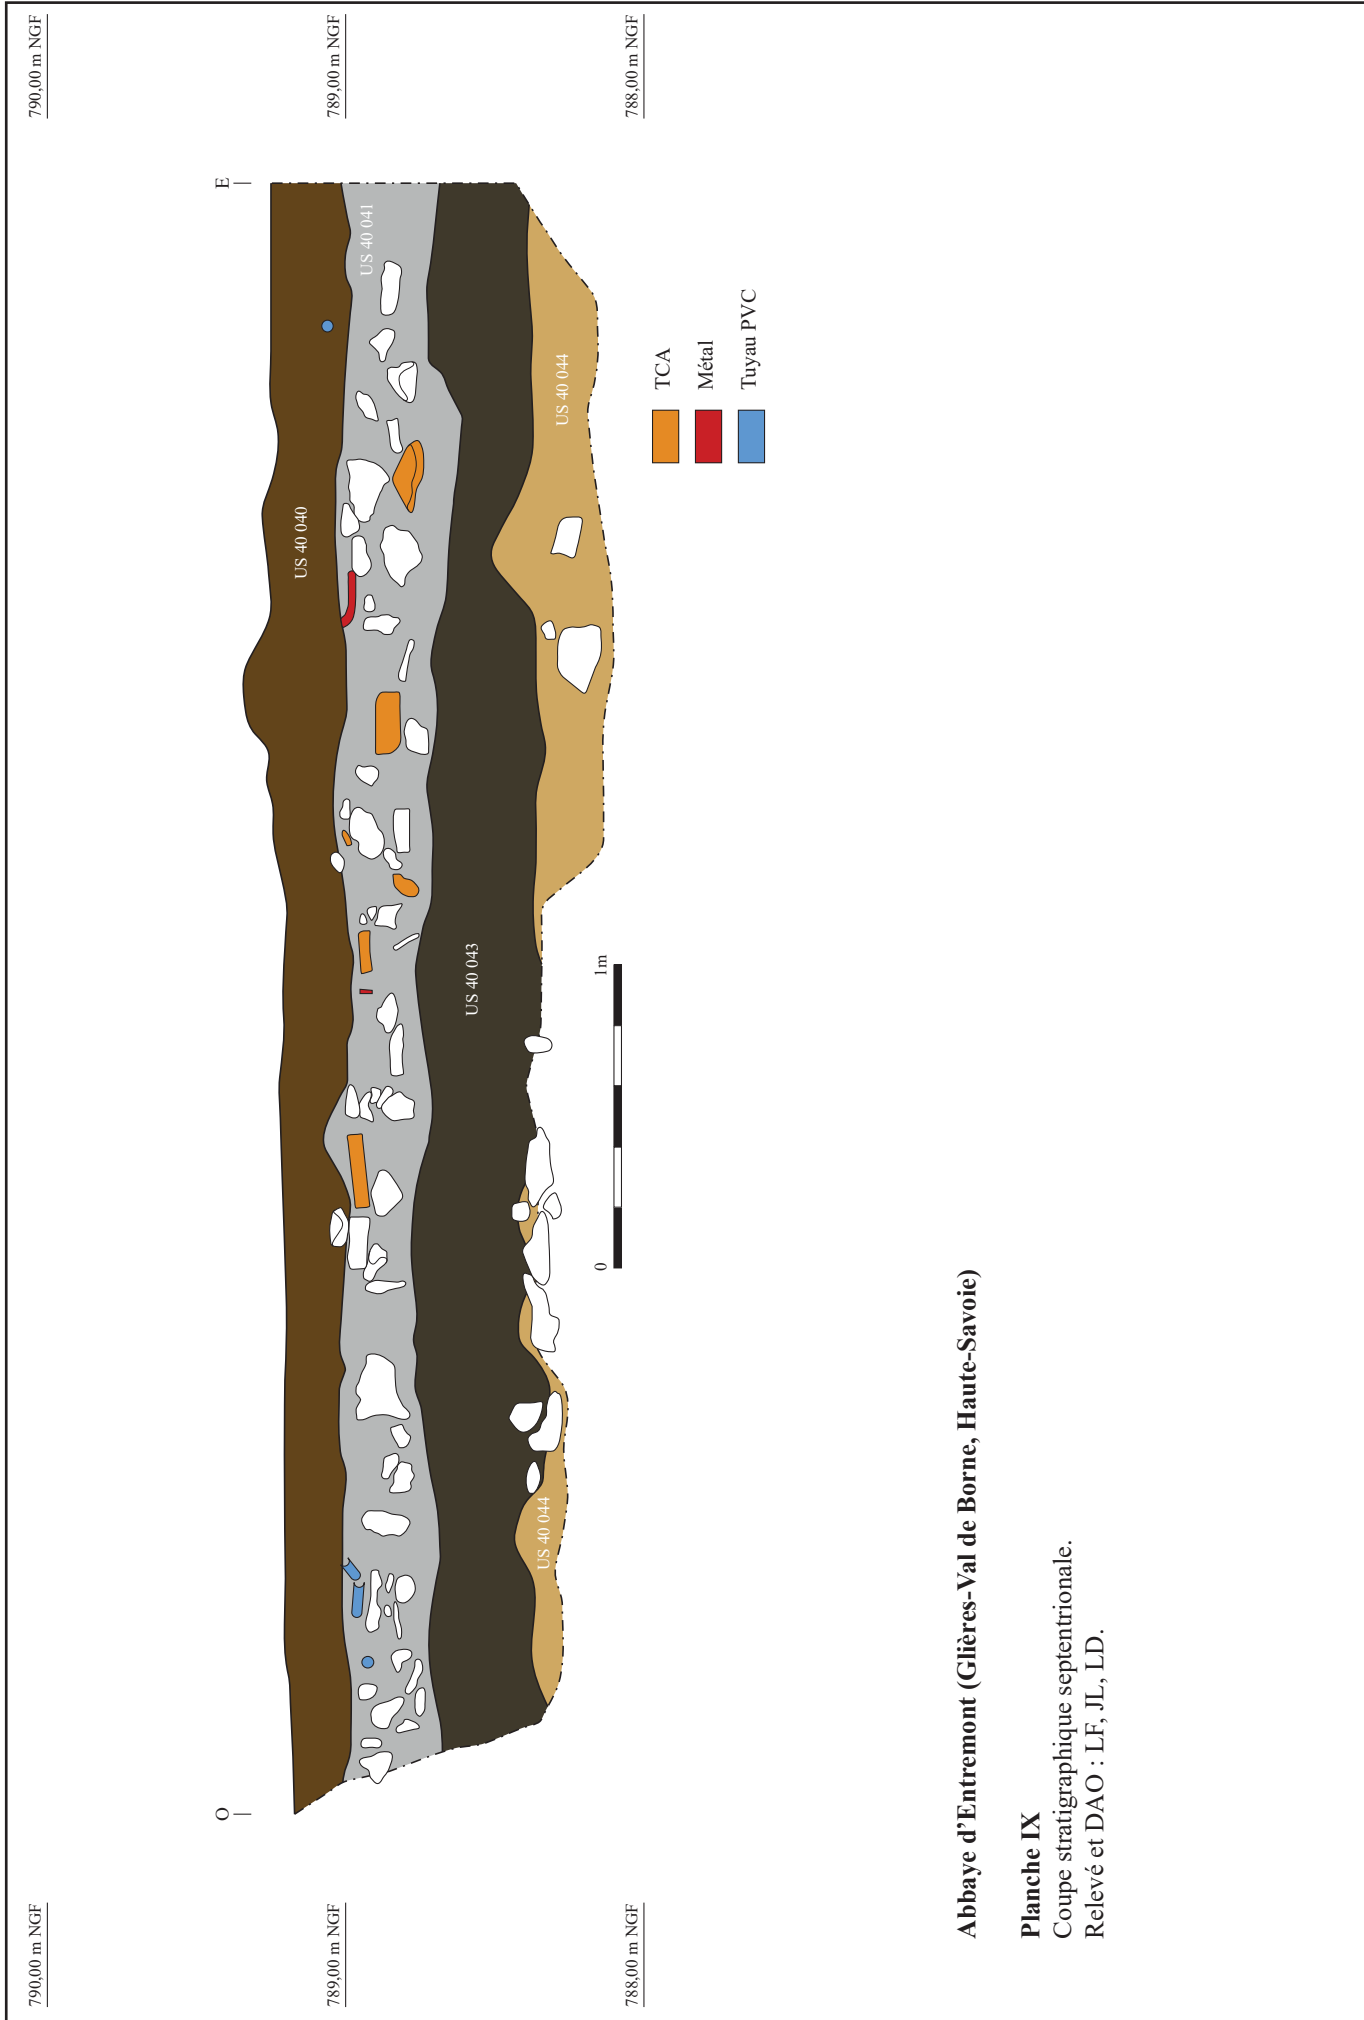 790,00 m NGF
790,00 m NGF
O
E
US 40 040
789,00 m NGF
789,00 m NGF
US 40 041
US 40 043
US 40 044
US 40 044
0
1m
788,00 m NGF
788,00 m NGF
TCA
Métal
Tuyau PVC
Abbaye d’Entremont (Glières-Val de Borne, Haute-Savoie)
Planche IX
Coupe stratigraphique septentrionale.
Relevé et DAO : LF, JL, LD.